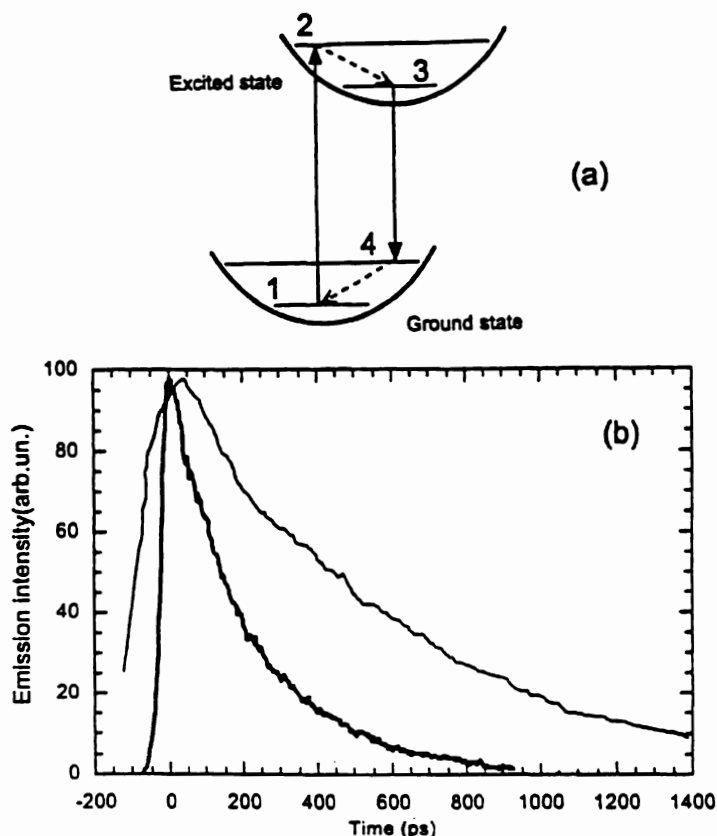 2
3
Excited state
(a)
4
1
Ground state
(b)
Emission intensity(arb.un.)
100
80
60
40
20
0
-200 0 200 400 600 800 1000 1200 1400
Time (ps)